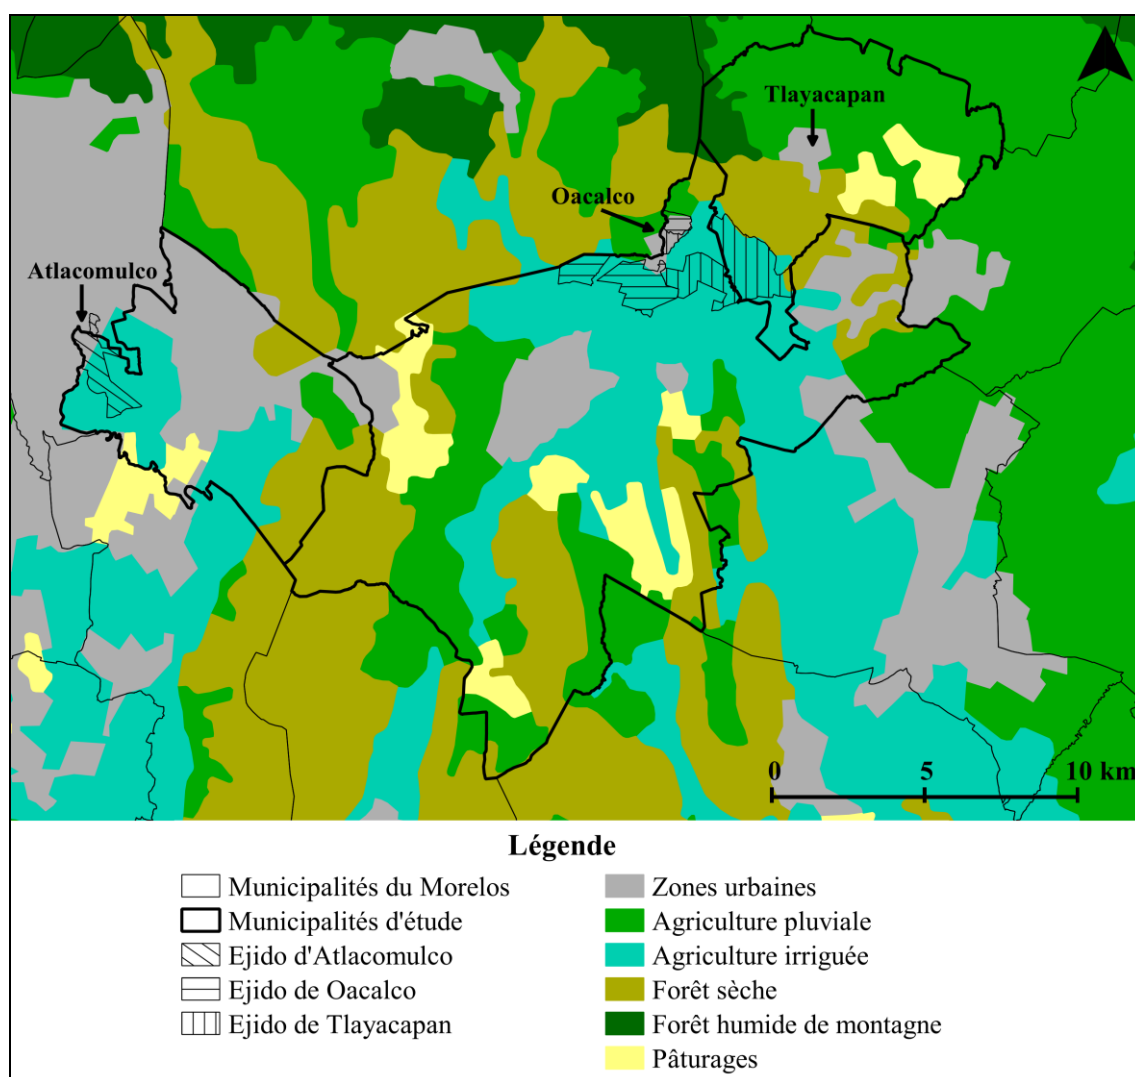 Tlayacapan
Oacalco
Atlacomulco
0 5 10 km
Légende
Municipalités du Morelos
Municipalités d'étude
Ejido d'Atlacomulco
Ejido de Oacalco
Ejido de Tlayacapan
Zones urbaines
Agriculture pluviale
Agriculture irriguée
Forêt sèche
Forêt humide de montagne
Pâturages